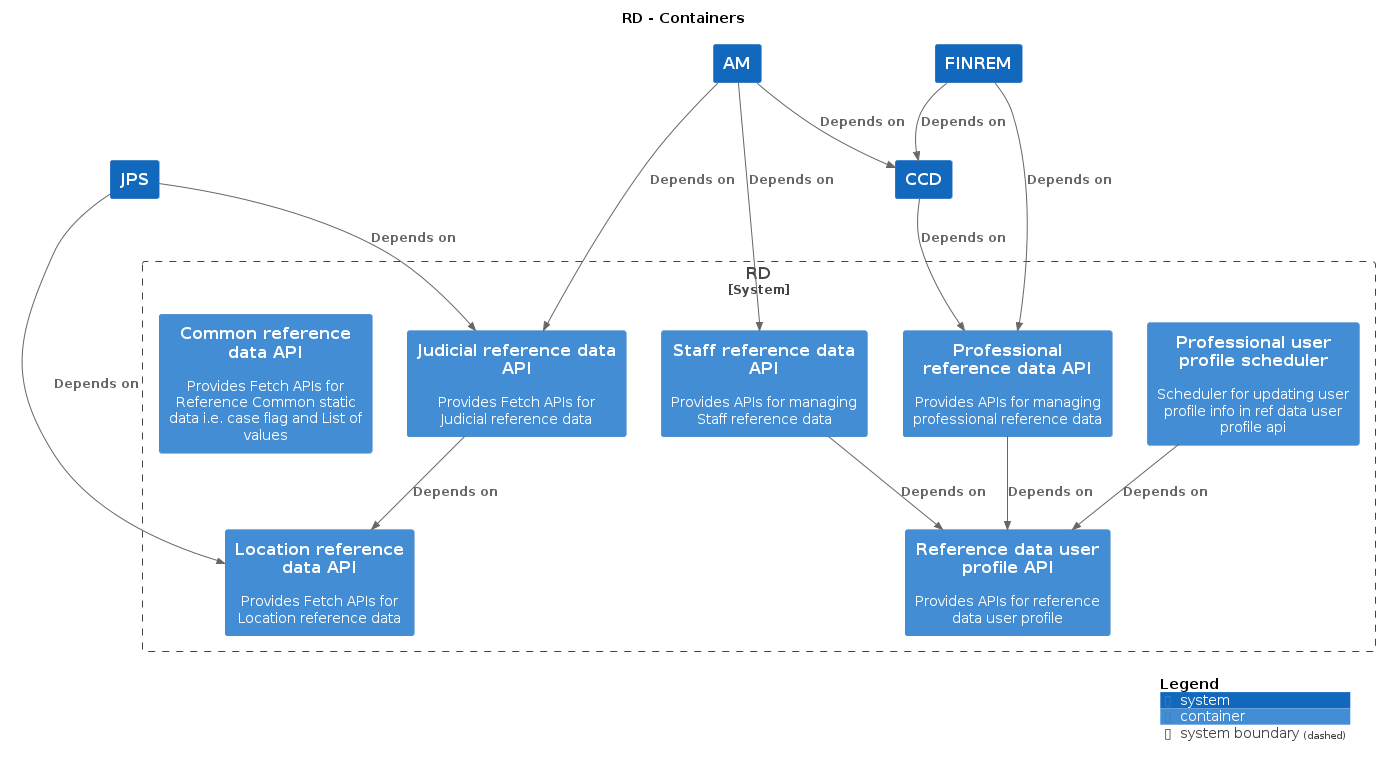 RD - Containers
AM
FINREM
Depends on
Depends on
JPS
Depends on
Depends on
CCD
Depends on
Depends on
Depends on
RD
[System]
Common reference
data API
Provides Fetch APIs for
Reference Common static
data i.e. case flag and List of
values
Judicial reference data
API
Provides Fetch APIs for
Judicial reference data
Staff reference data
API
Provides APIs for managing
Staff reference data
Professional
reference data API
Provides APIs for managing
professional reference data
Professional user
profile scheduler
Scheduler for updating user
profile info in ref data user
profile api
Depends on
Depends on
Depends on
Depends on
Depends on
Location reference
data API
Provides Fetch APIs for
Location reference data
Reference data user
profile API
Provides APIs for reference
data user profile
Legend
system
container
system boundary (dashed)